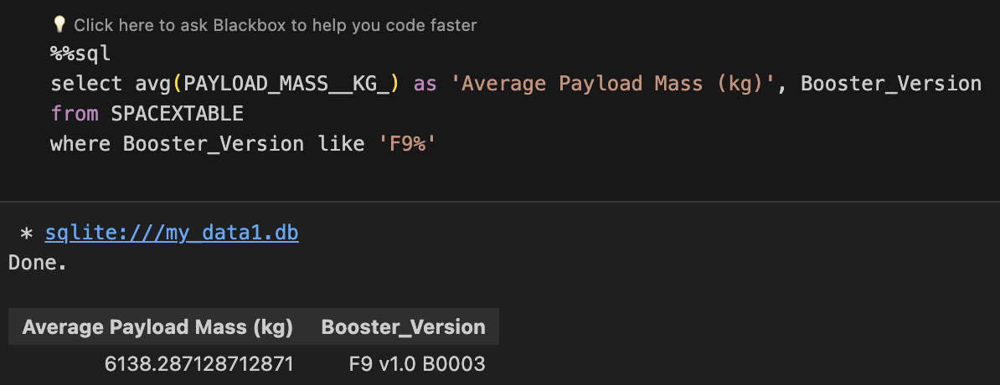 💡 Click here to ask Blackbox to help you code faster
%%sql
select avg(PAYLOAD_MASS__KG_) as 'Average Payload Mass (kg)', Booster_Version
from SPACEXTABLE
where Booster_Version like 'F9%'
* sqlite:///my_data1.db
Done.
Average Payload Mass (kg) Booster_Version
6138.287128712871 F9 v1.0 B0003